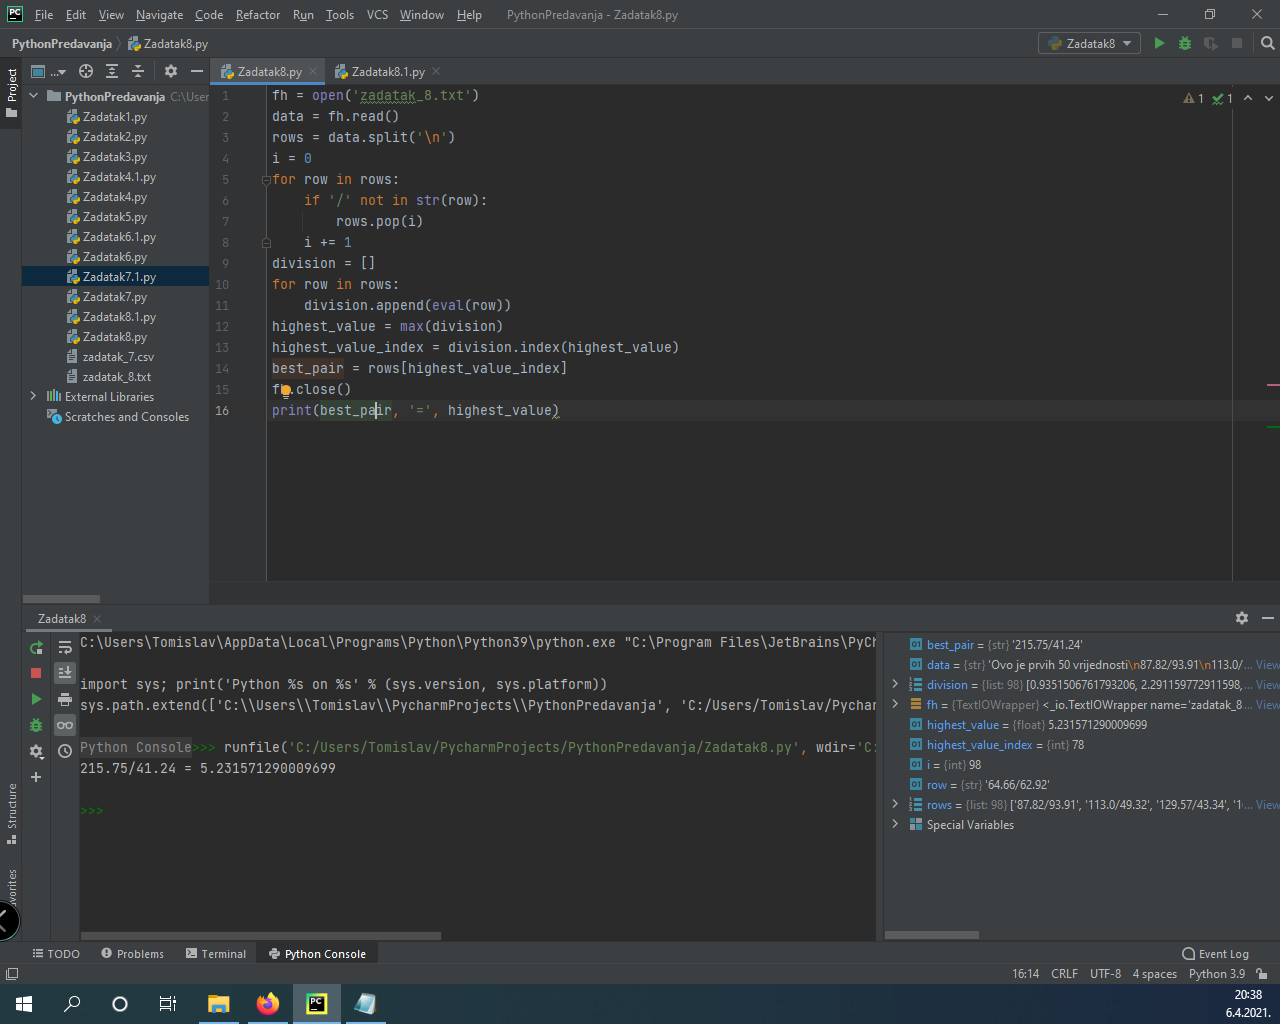 File Edit View Navigate Code Refactor Run Tools VCS Window Help PythonPredavanja - Zadatak8.py
PythonPredavanja Zadatak8.py Zadatak8
Project
... Zadatak8.py Zadatak8.1.py
PythonPredavanja C:\User
Zadatak1.py
Zadatak2.py
Zadatak3.py
Zadatak4.1.py
Zadatak4.py
Zadatak5.py
Zadatak6.1.py
Zadatak6.py
Zadatak7.1.py
Zadatak7.py
Zadatak8.1.py
Zadatak8.py
zadatak_7.csv
zadatak_8.txt
External Libraries
Scratches and Consoles
1 fh = open('zadatak_8.txt') 1 1
2 data = fh.read()
3 rows = data.split('\n')
4 i = 0
5 for row in rows:
6 if '/' not in str(row):
7 rows.pop(i)
8 i += 1
9 division = []
10 for row in rows:
11 division.append(eval(row))
12 highest_value = max(division)
13 highest_value_index = division.index(highest_value)
14 best_pair = rows[highest_value_index]
15 f .close()
16 print(best_pair, '=', highest_value)
Zadatak8
C:\Users\Tomislav\AppData\Local\Programs\Python\Python39\python.exe "C:\Program Files\JetBrains\PyCh
import sys; print('Python %s on %s' % (sys.version, sys.platform))
sys.path.extend(['C:\\Users\\Tomislav\\PycharmProjects\\PythonPredavanja', 'C:/Users/Tomislav/Pycharm
Python Console>>> runfile('C:/Users/Tomislav/PycharmProjects/PythonPredavanja/Zadatak8.py', wdir='C:
215.75/41.24 = 5.231571290009699
>>>
best_pair = {str} '215.75/41.24'
data = {str} 'Ovo je prvih 50 vrijednosti\n87.82/93.91\n113.0/... View
division = {list: 98} [0.9351506761793206, 2.291159772911598,... View
fh = {TextIOWrapper} <_io.TextIOWrapper name='zadatak_8... View
highest_value = {float} 5.231571290009699
highest_value_index = {int} 78
i = {int} 98
row = {str} '64.66/62.92'
rows = {list: 98} ['87.82/93.91', '113.0/49.32', '129.57/43.34', '1... View
Special Variables
Structure
avorites
TODO Problems Terminal Python Console Event Log
16:14 CRLF UTF-8 4 spaces Python 3.9
20:38
6.4.2021.